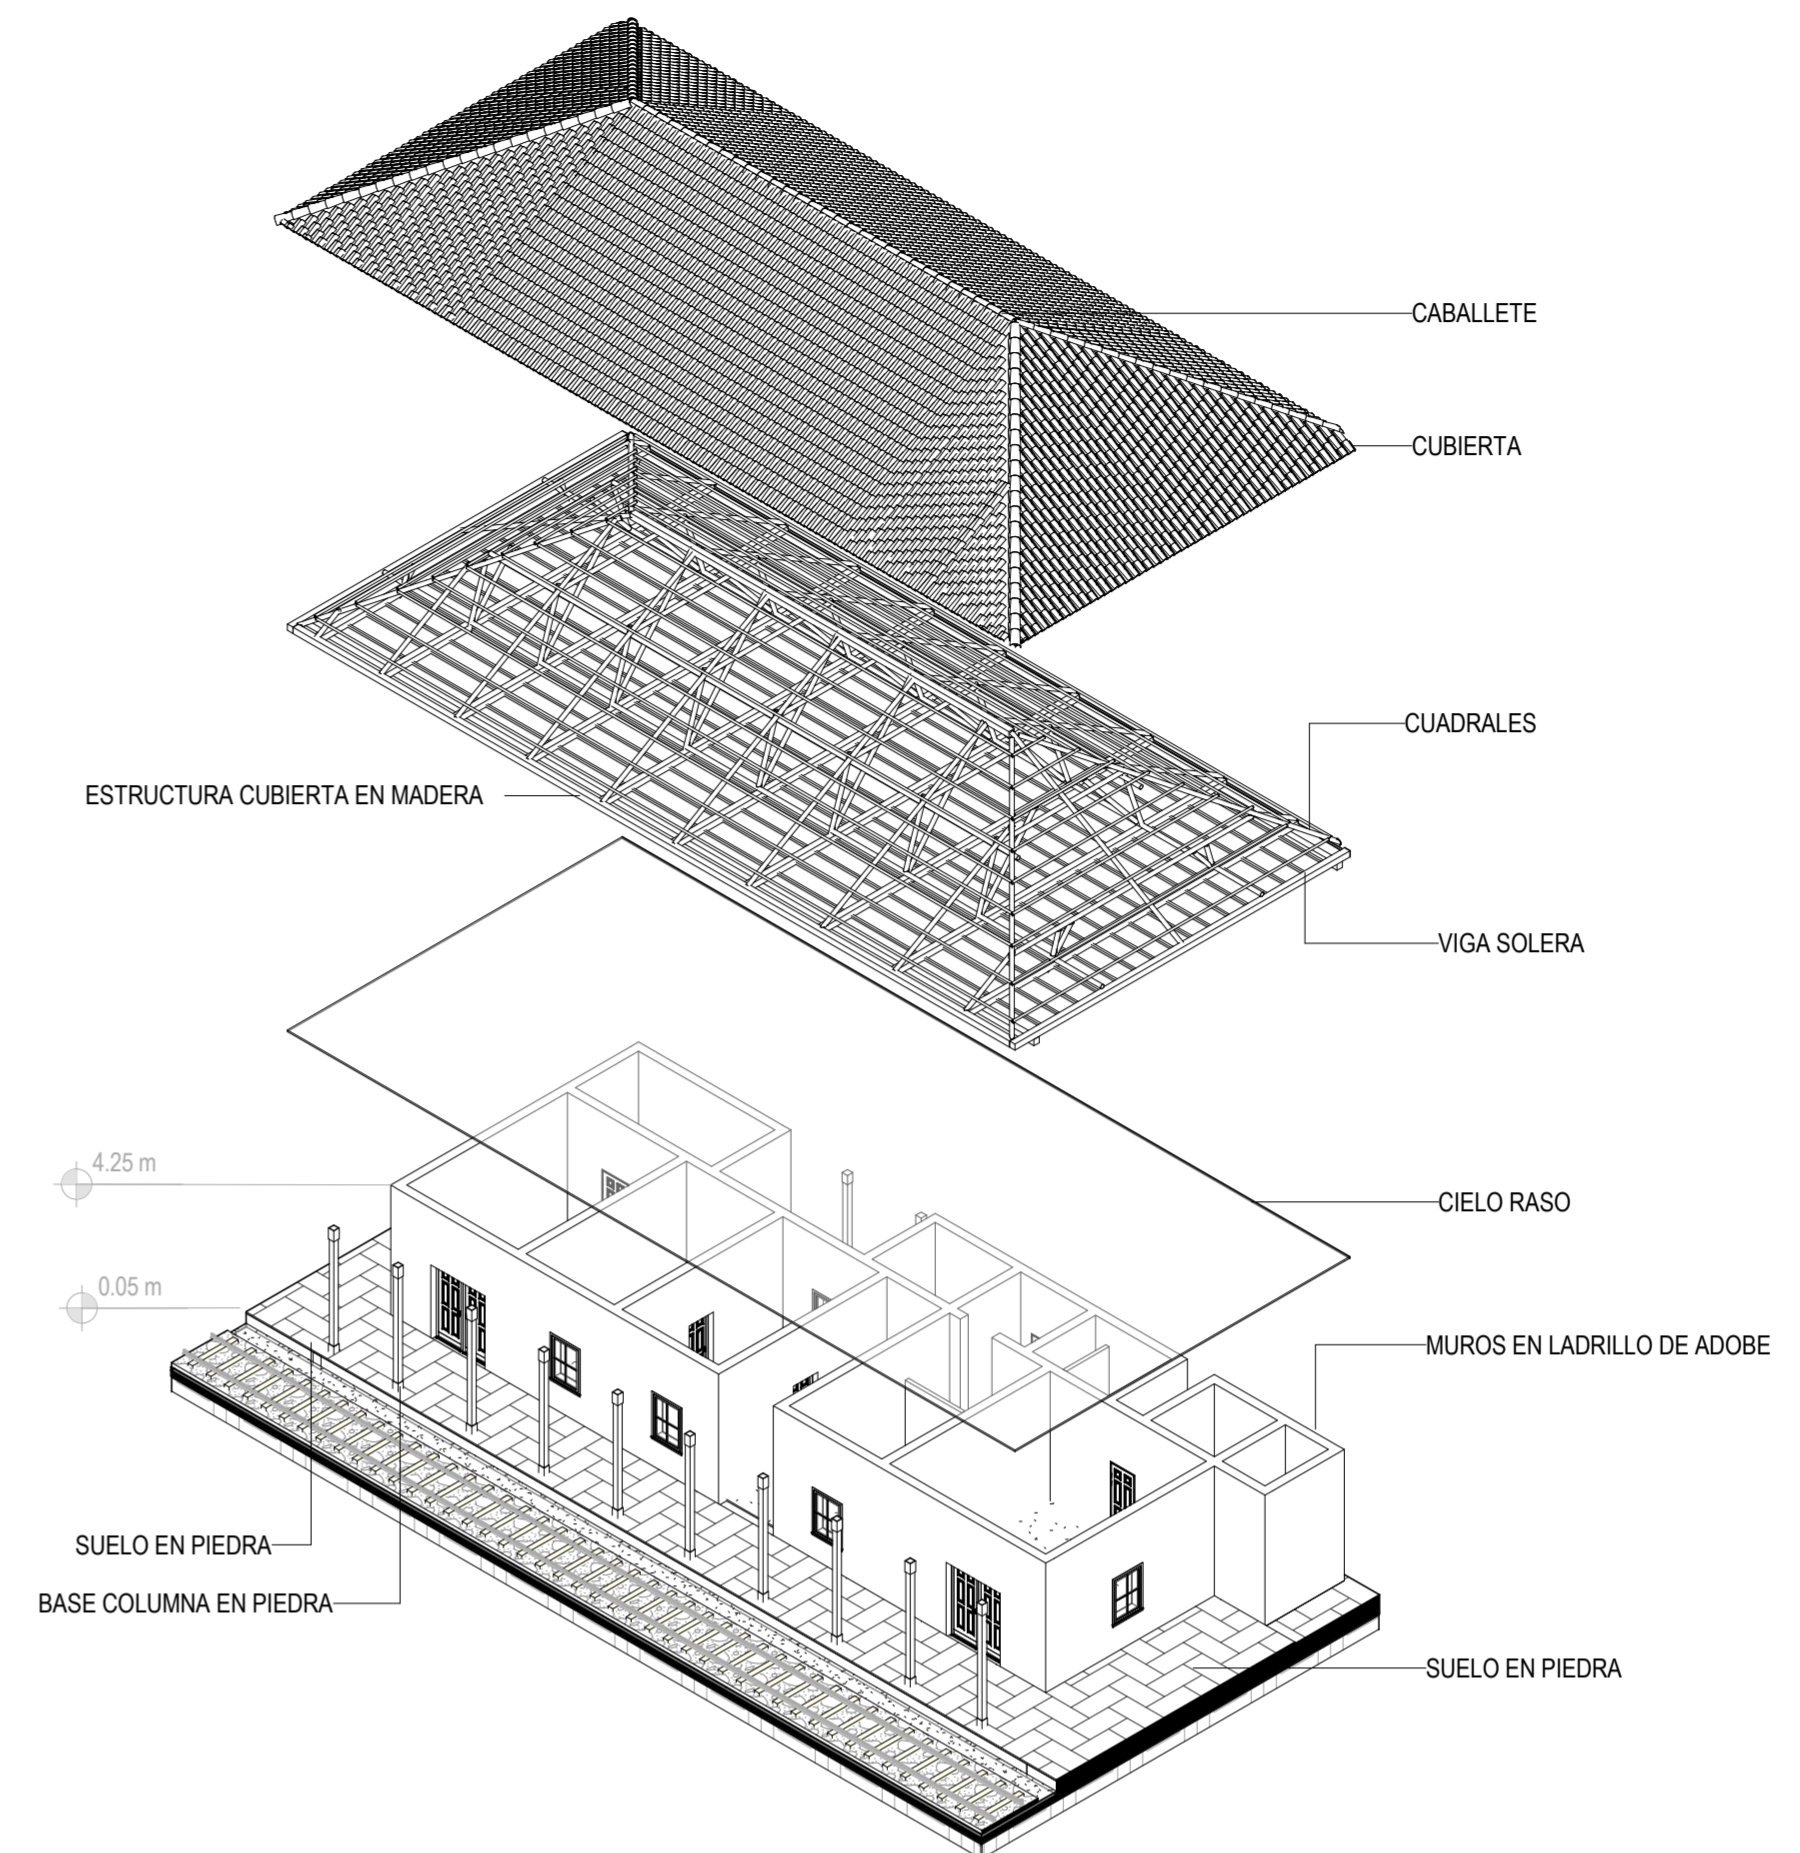 CABALLETE
CUBIERTA
CUADRALES
ESTRUCTURA CUBIERTA EN MADERA
VIGA SOLERA
4.25 m
CIELO RASO
0.05 m
MUROS EN LADRILLO DE ADOBE
SUELO EN PIEDRA
BASE COLUMNA EN PIEDRA
SUELO EN PIEDRA